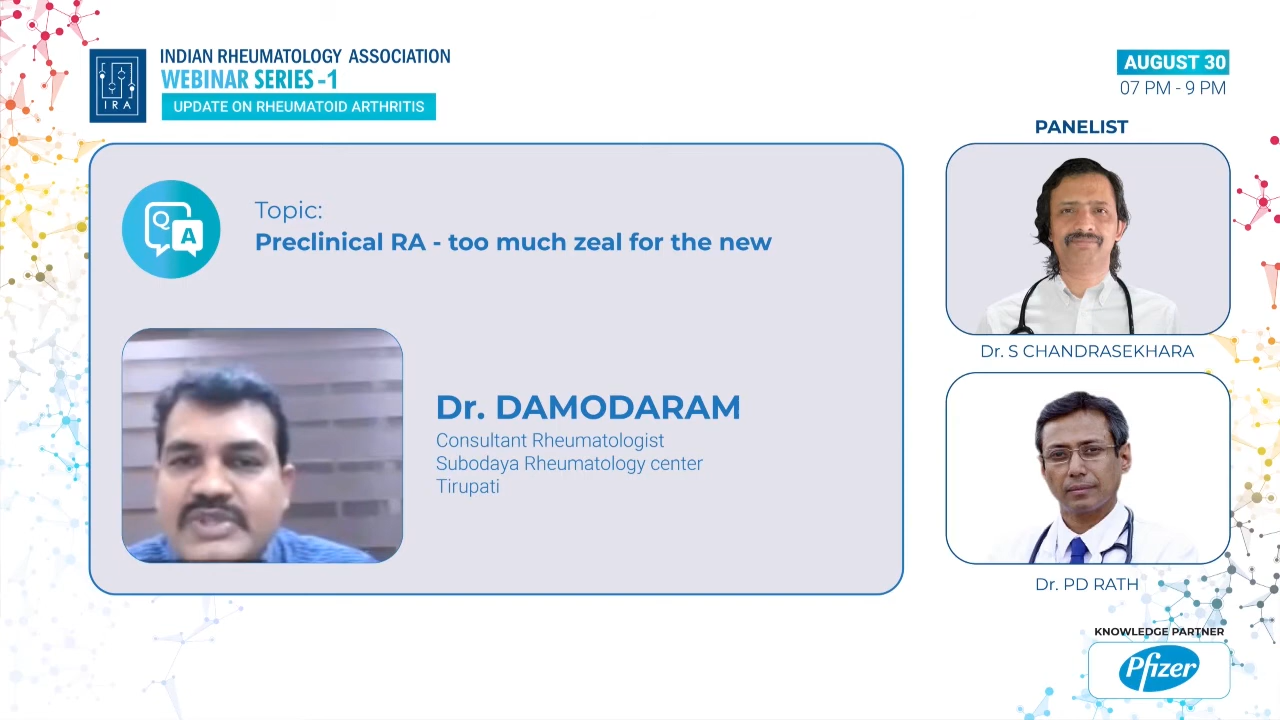 IRA
INDIAN RHEUMATOLOGY ASSOCIATION
WEBINAR SERIES -1
UPDATE ON RHEUMATOID ARTHRITIS
AUGUST 30
07 PM - 9 PM
PANELIST
Q
A
Topic:
Preclinical RA - too much zeal for the new
Dr. DAMODARAM
Consultant Rheumatologist
Subodaya Rheumatology center
Tirupati
Dr. S CHANDRASEKHARA
Dr. PD RATH
KNOWLEDGE PARTNER
Pfizer